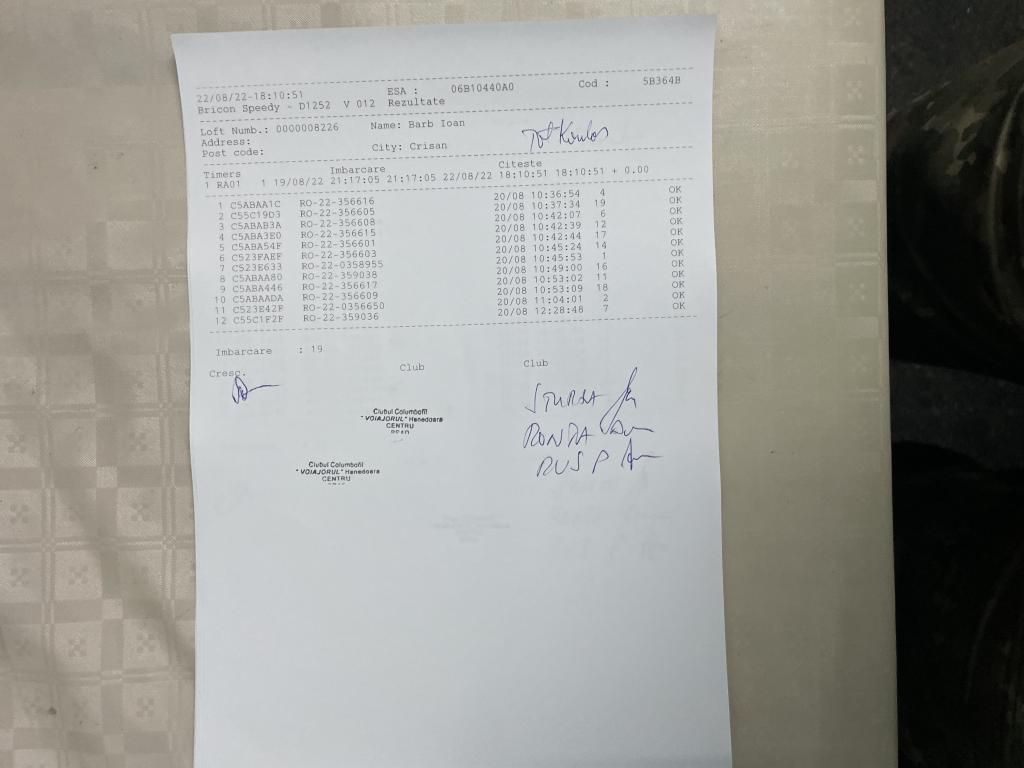 22/08/22-18:10:51 ESA : 06B10440A0 Cod : 5B364B
Bricon Speedy - D1252 V 012 Rezultate
Loft Numb.: 0000008226 Name: Barb Ioan
Address:
Post code: City: Crisan
Timers Imbarcare Citeste
1 RA01 1 19/08/22 21:17:05 21:17:05 22/08/22 18:10:51 18:10:51 + 0.00
1 C5ABAA1C RO-22-356616 20/08 10:36:54 4 OK
2 C55C19D3 RO-22-356605 20/08 10:37:34 19 OK
3 C5ABAB3A RO-22-356608 20/08 10:42:07 6 OK
4 C5ABA3E0 RO-22-356615 20/08 10:42:39 12 OK
5 C5ABA54F RO-22-356601 20/08 10:42:44 17 OK
6 C523FAEF RO-22-356603 20/08 10:45:24 14 OK
7 C523E633 RO-22-0358955 20/08 10:45:53 1 OK
8 C5ABAA80 RO-22-359038 20/08 10:49:00 16 OK
9 C5ABA446 RO-22-356617 20/08 10:53:02 11 OK
10 C5ABAADA RO-22-356609 20/08 10:53:09 18 OK
11 C523E42F RO-22-0356650 20/08 11:04:01 2 OK
12 C55C1F2F RO-22-359036 20/08 12:28:48 7 OK
Imbarcare : 19
Cresc. Club Club
Clubul Columbofil
"VOIAJORUL" Hunedoara
CENTRU
Clubul Columbofil
"VOIAJORUL" Hunedoara
CENTRU
RUS P